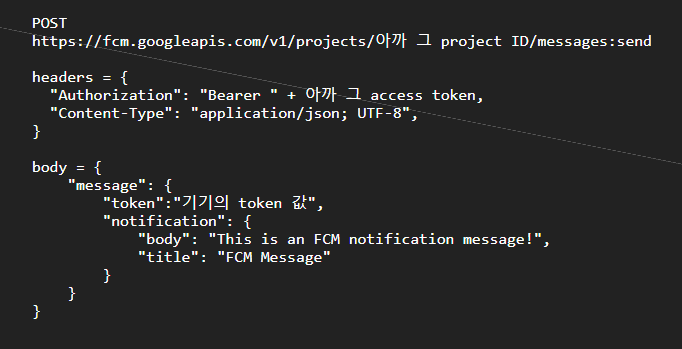 POST
https://fcm.googleapis.com/v1/projects/아까 그 project ID/messages:send
headers = {
"Authorization": "Bearer " + 아까 그 access token,
"Content-Type": "application/json; UTF-8",
}
body = {
"message": {
"token":"기기의 token 값",
"notification": {
"body": "This is an FCM notification message!",
"title": "FCM Message"
}
}
}